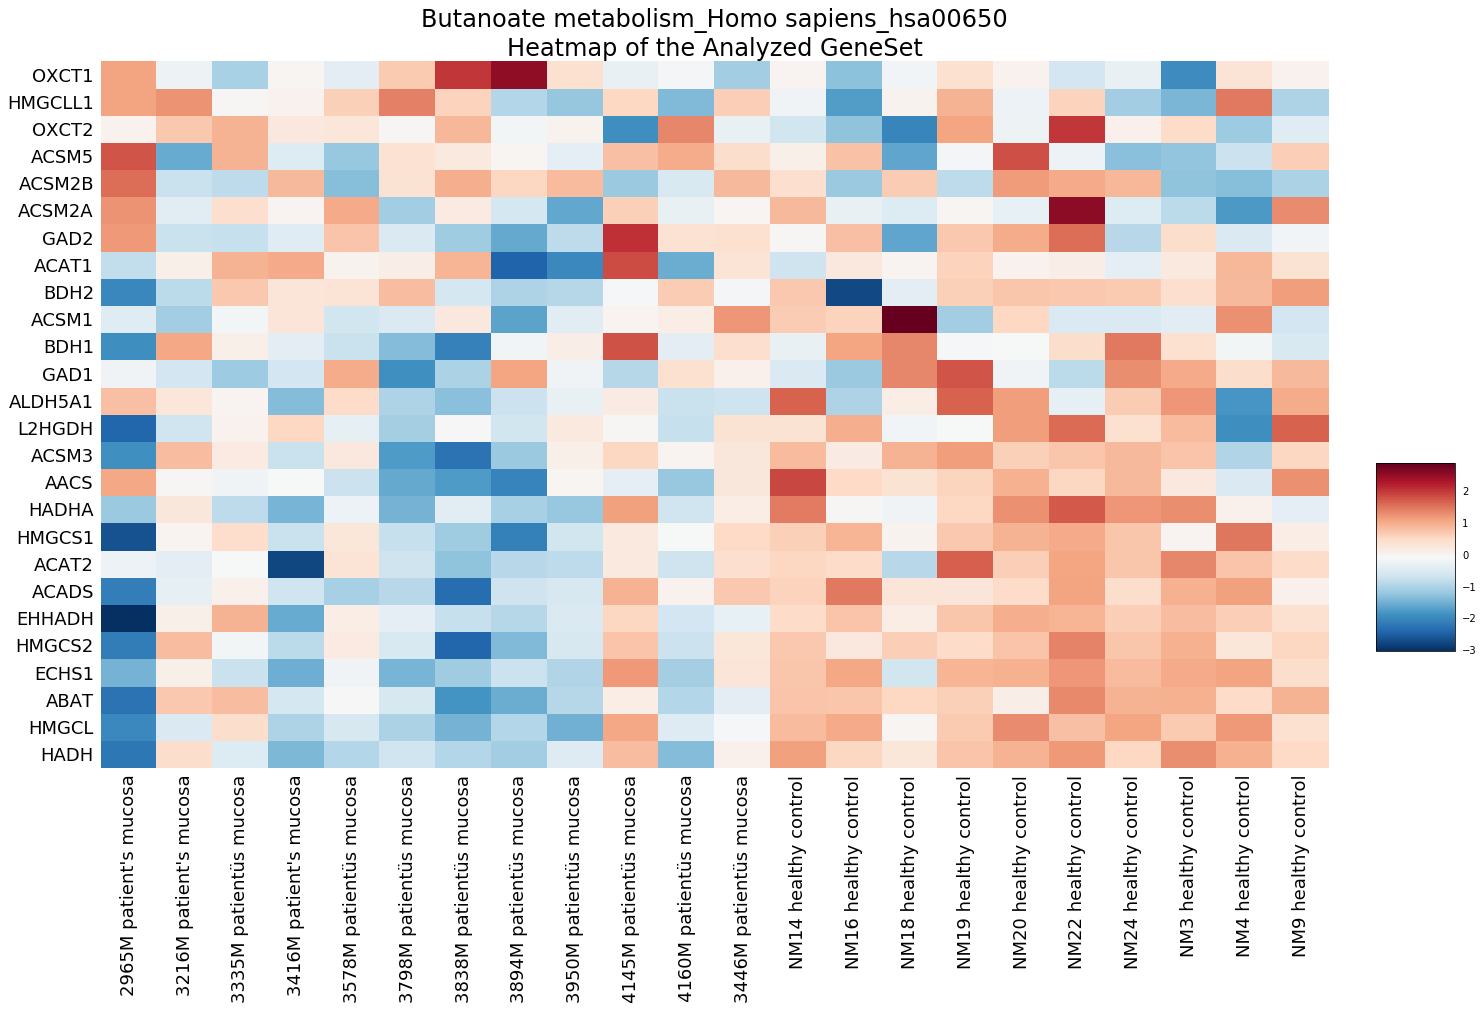 Butanoate metabolism_Homo sapiens_hsa00650
Heatmap of the Analyzed GeneSet
OXCT1
HMGCLL1
OXCT2
ACSM5
ACSM2B
ACSM2A
GAD2
ACAT1
BDH2
ACSM1
BDH1
GAD1
ALDH5A1
L2HGDH
ACSM3
AACS
HADHA
HMGCS1
ACAT2
ACADS
EHHADH
HMGCS2
ECHS1
ABAT
HMGCL
HADH
2965M patient's mucosa
3216M patient's mucosa
3335M patientüs mucosa
3416M patient's mucosa
3578M patientüs mucosa
3798M patientüs mucosa
3838M patientüs mucosa
3894M patientüs mucosa
3950M patientüs mucosa
4145M patientüs mucosa
4160M patientüs mucosa
3446M patientüs mucosa
NM14 healthy control
NM16 healthy control
NM18 healthy control
NM19 healthy control
NM20 healthy control
NM22 healthy control
NM24 healthy control
NM3 healthy control
NM4 healthy control
NM9 healthy control
2
1
0
−1
−2
−3